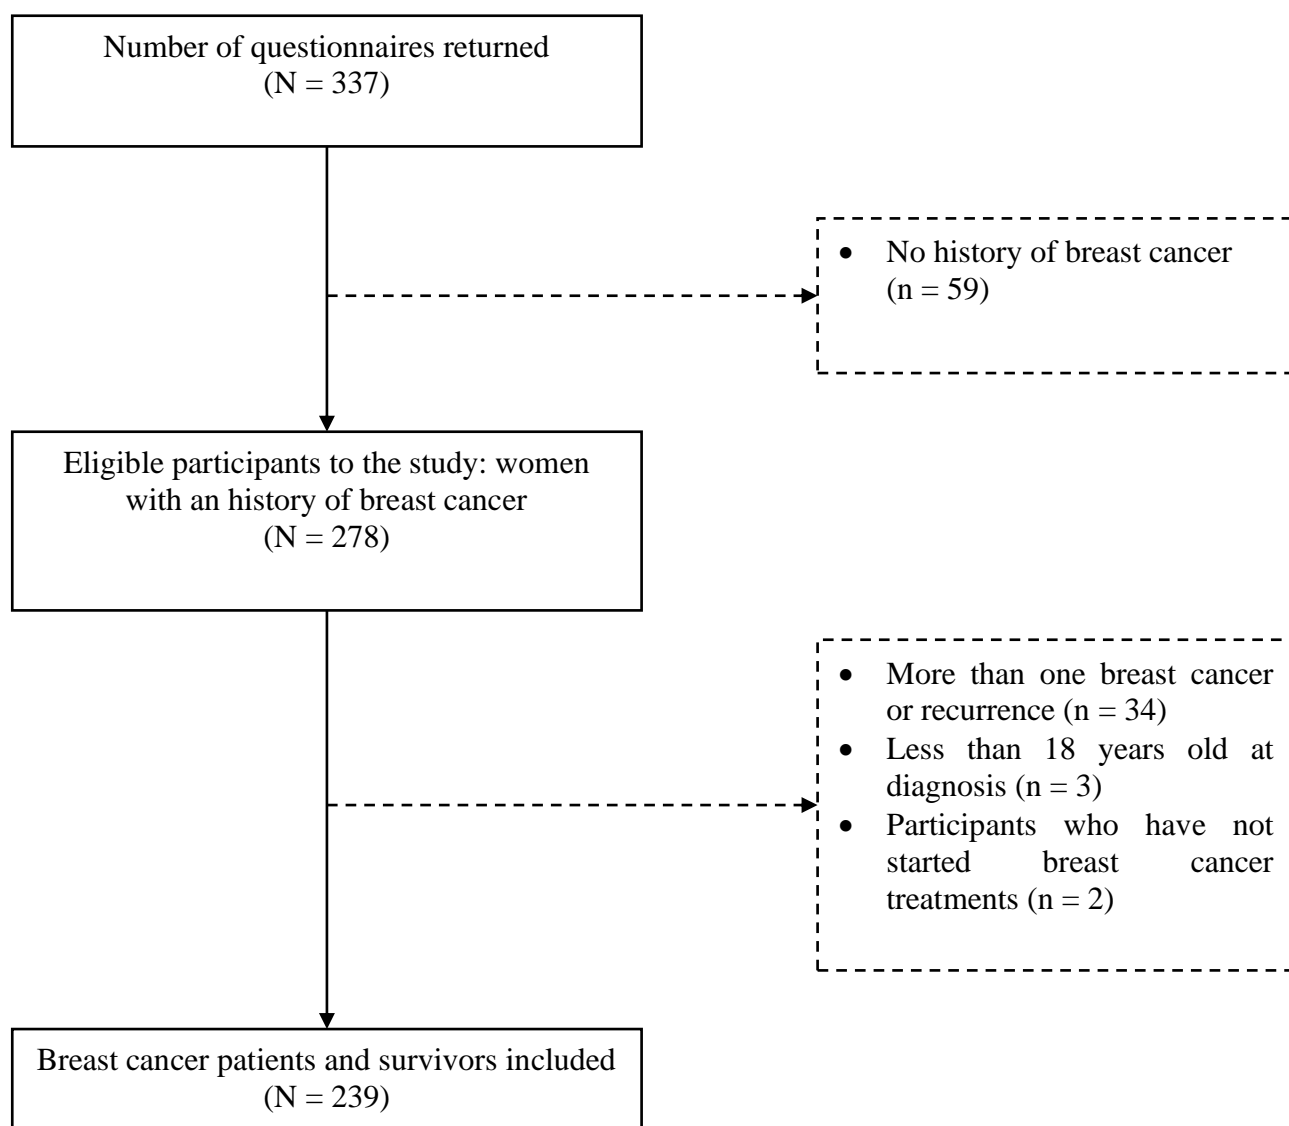 Number of questionnaires returned
(N = 337)
• No history of breast cancer
(n = 59)
Eligible participants to the study: women
with an history of breast cancer
(N = 278)
• More than one breast cancer
or recurrence (n = 34)
• Less than 18 years old at
diagnosis (n = 3)
• Participants who have not
started breast cancer
treatments (n = 2)
Breast cancer patients and survivors included
(N = 239)